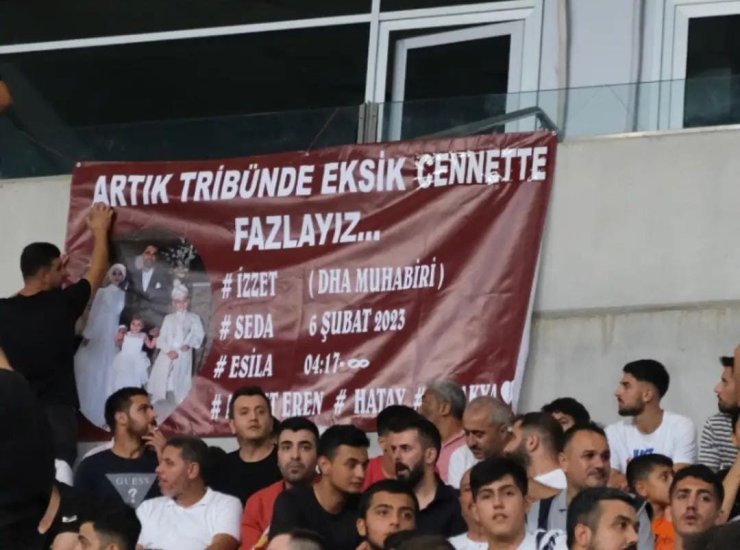 ARTIK TRİBÜNDE EKSİK CENNETTE
FAZLAYIZ...
# İZZET ( DHA MUHABİRİ )
# SEDA 6 ŞUBAT 2023
# ESİLA 04:17-∞
EREN # HATAY
GUESS
?